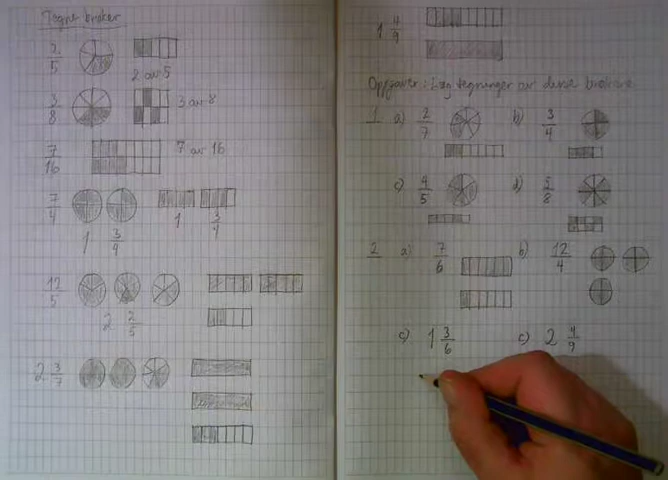 Tegne brøker
2/5
2 av 5
3/8
3 av 8
7/16
7 av 16
7/4
1
3/4
1 3/4
12/5
2 2/5
2 3/7
1 4/9
Oppgaver: Lag tegninger av disse brøkene
1 a) 2/7 b) 3/4
c) 4/5 d) 5/8
2 a) 7/6 b) 12/4
c) 1 3/6 c) 2 4/9